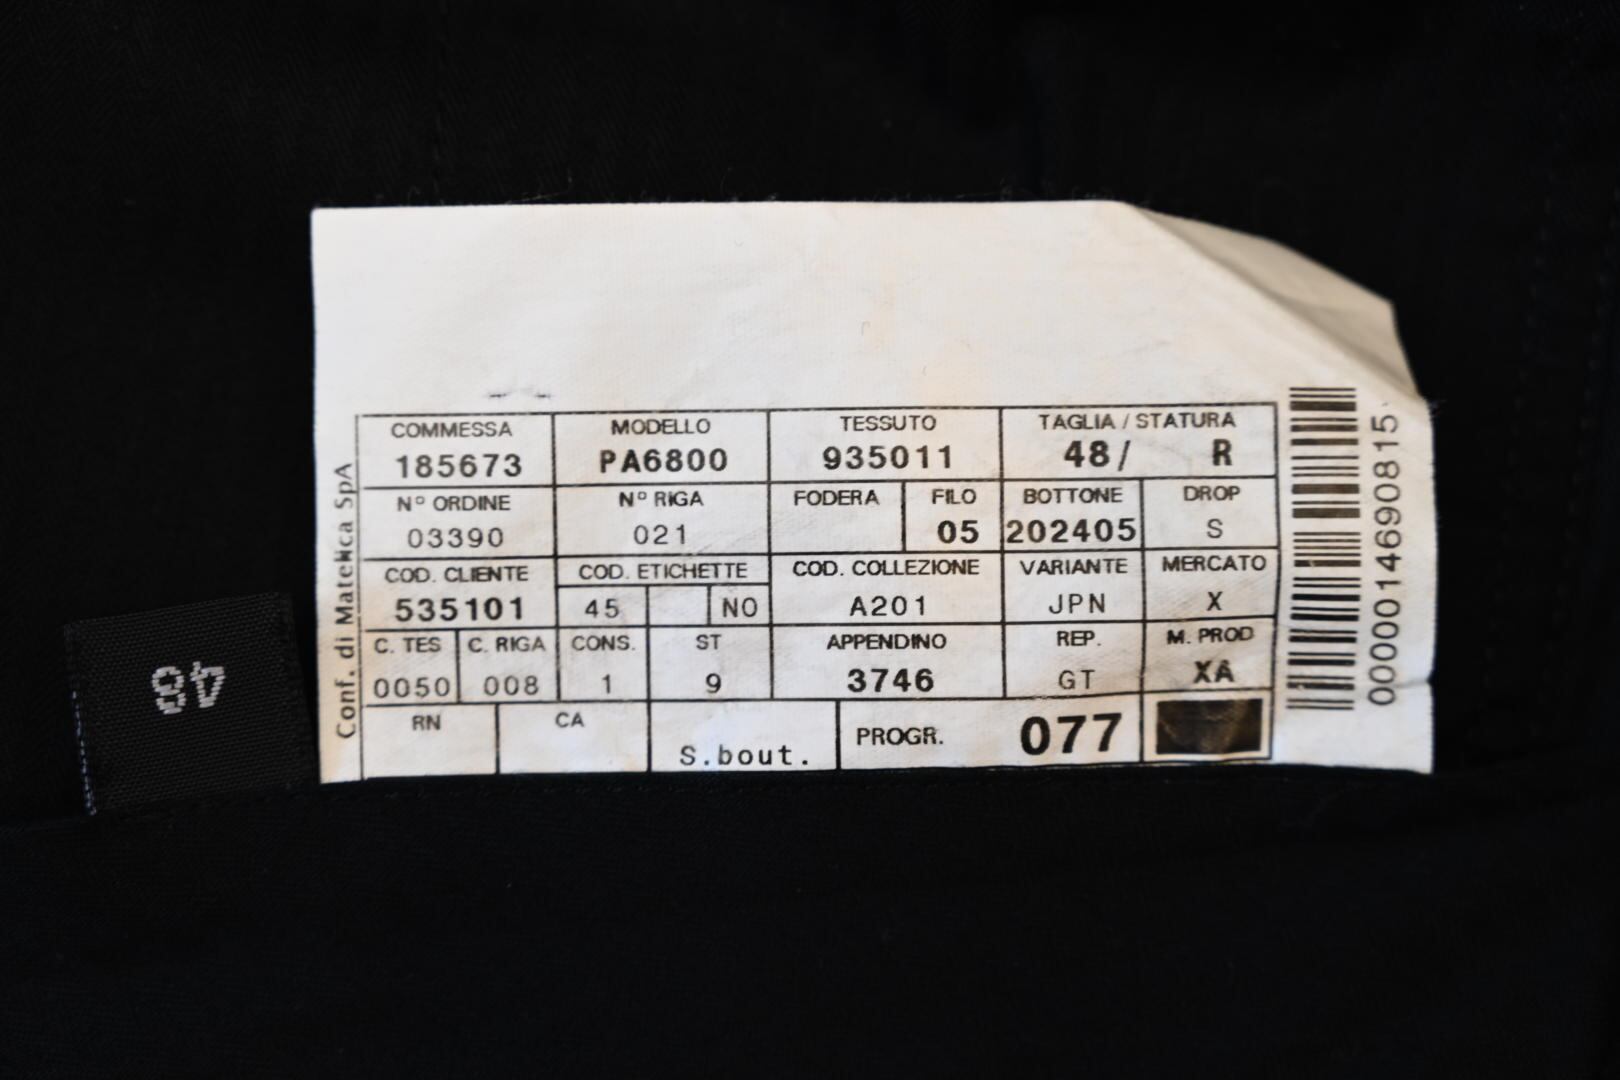 COMMESSA MODELLO TESSUTO TAGLIA / STATURA
185673 PA6800 935011 48/ R
N° ORDINE N° RIGA FODERA FILO BOTTONE DROP
03390 021 05 202405 S
COD. CLIENTE COD. ETICHETTE COD. COLLEZIONE VARIANTE MERCATO
535101 45 NO A201 JPN X
C. TES C. RIGA CONS. ST APPENDINO REP. M. PROD
0050 008 1 9 3746 GT XA
RN CA S.bout. PROGR. 077
Conf. di Matelica SpA
0000014690815
48